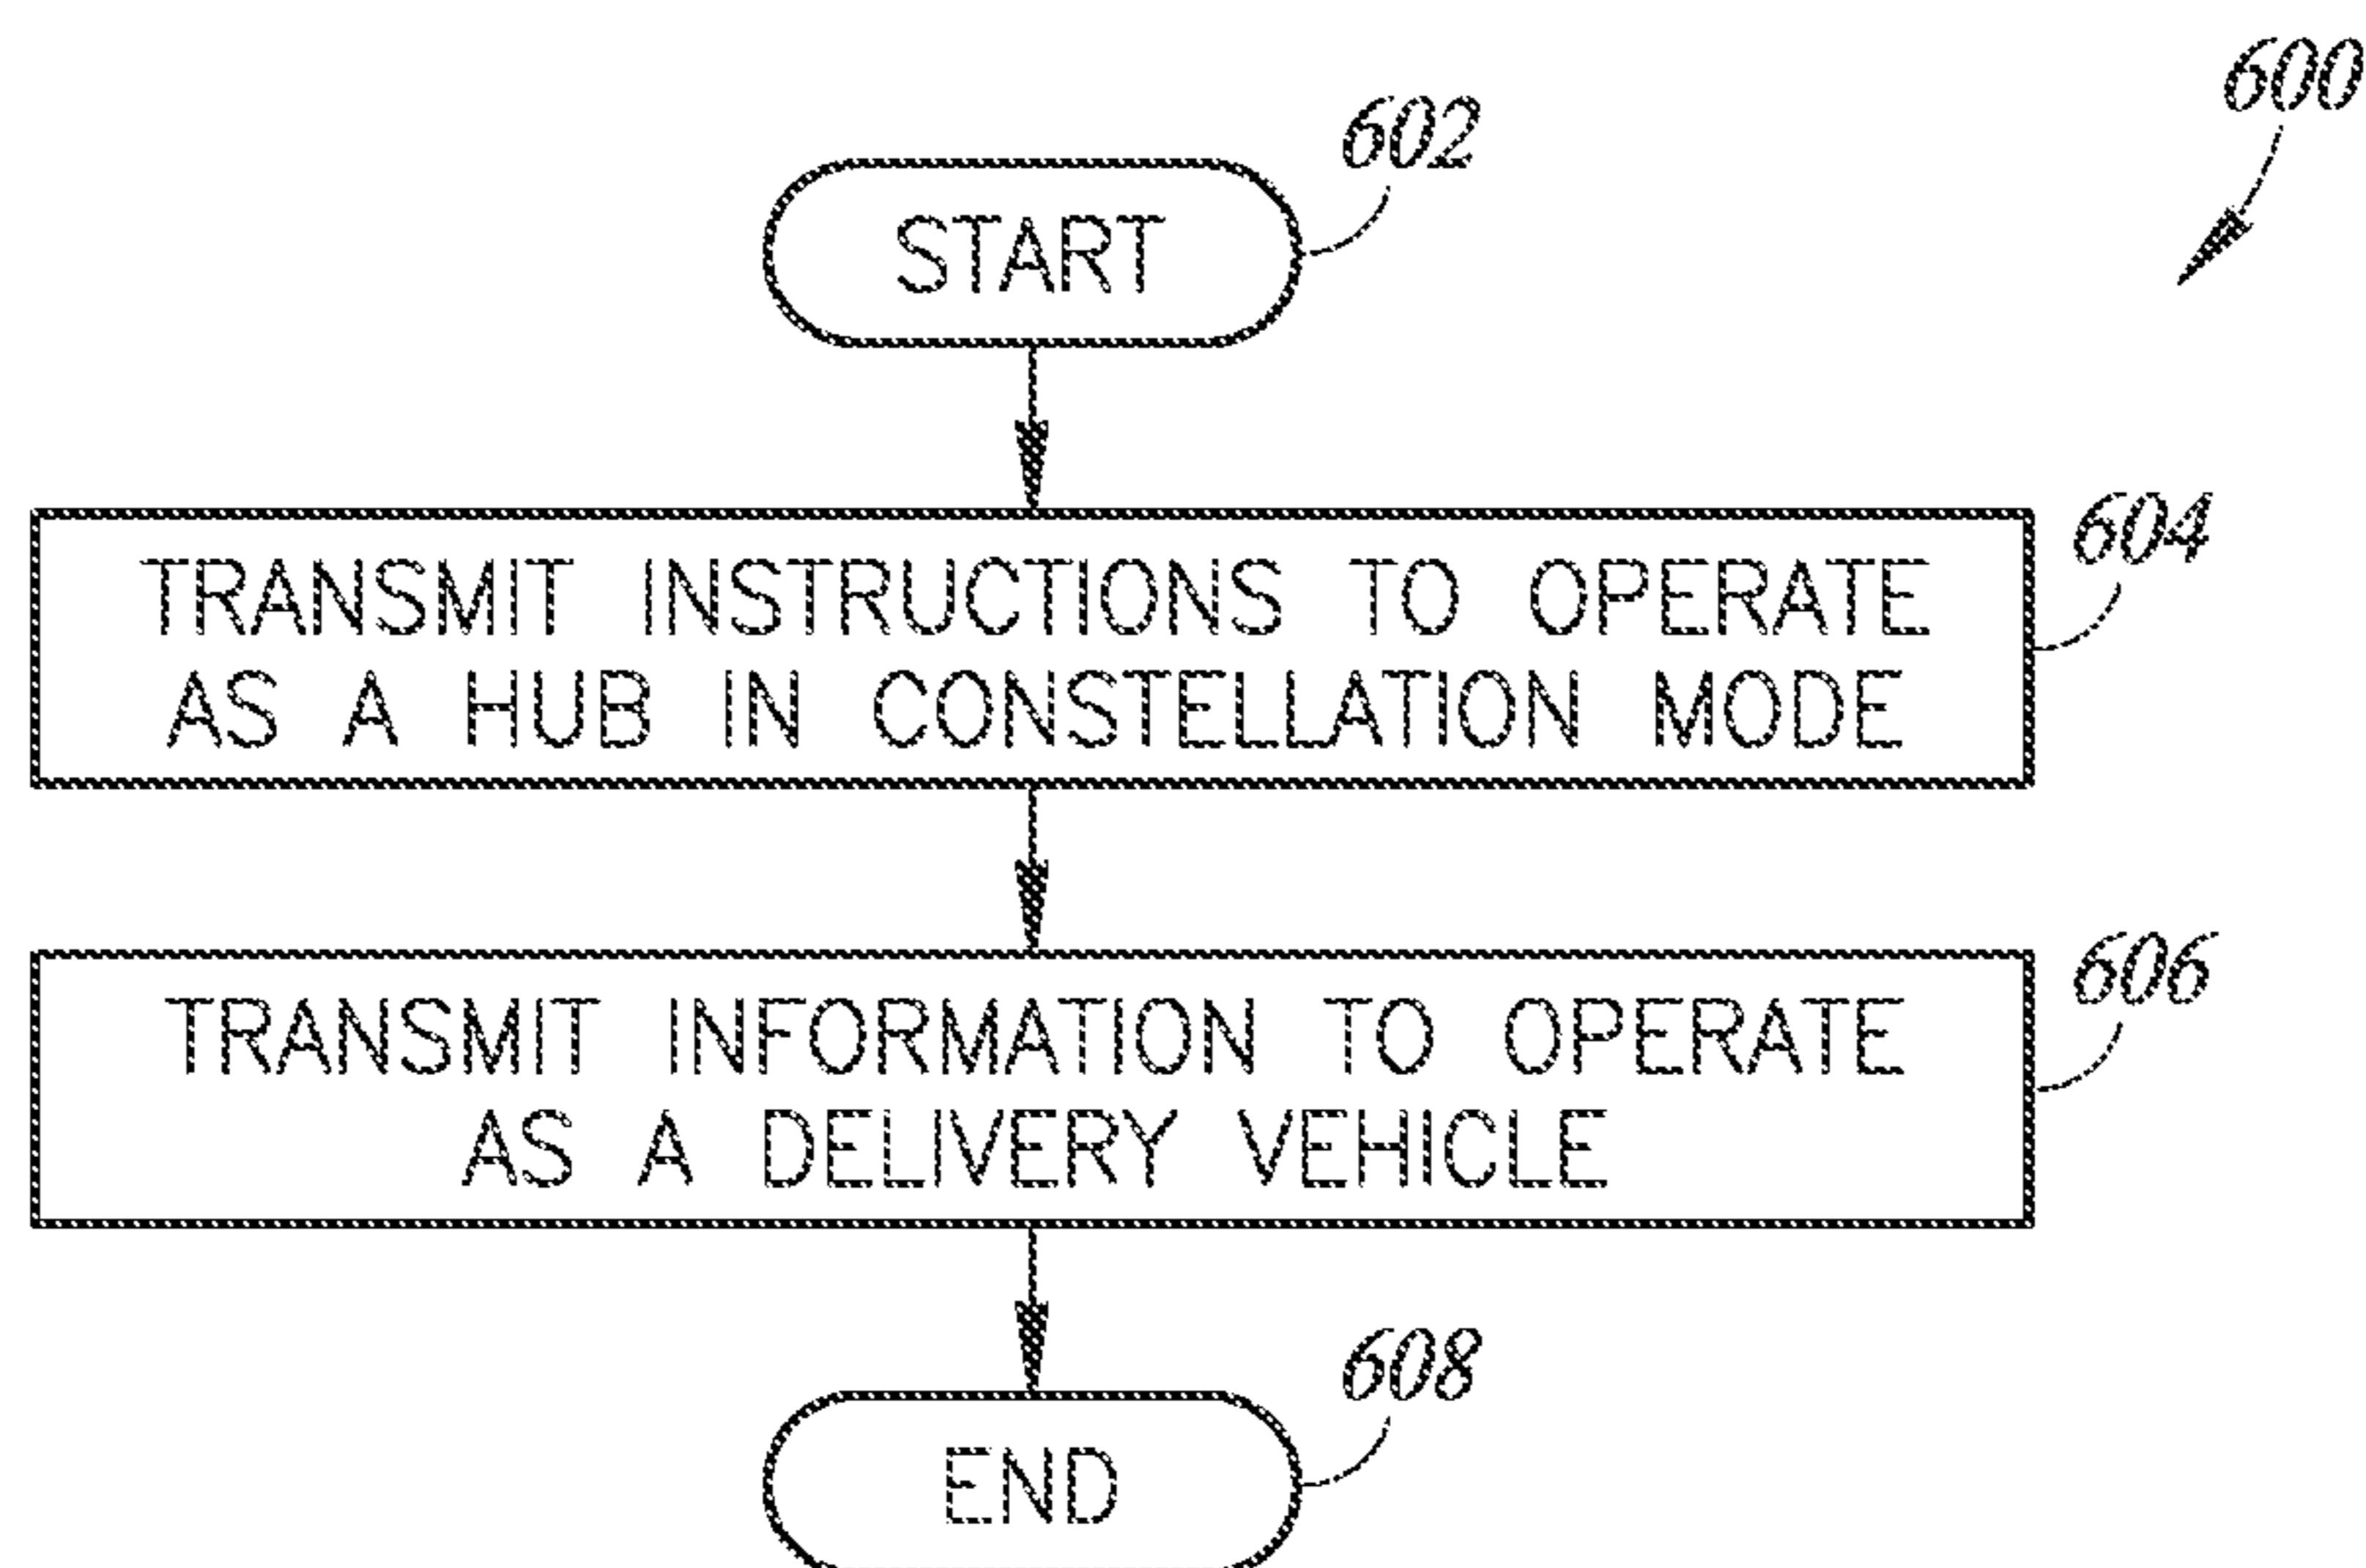 600
602
START
604
TRANSMIT INSTRUCTIONS TO OPERATE
AS A HUB IN CONSTELLATION MODE
606
TRANSMIT INFORMATION TO OPERATE
AS A DELIVERY VEHICLE
608
END